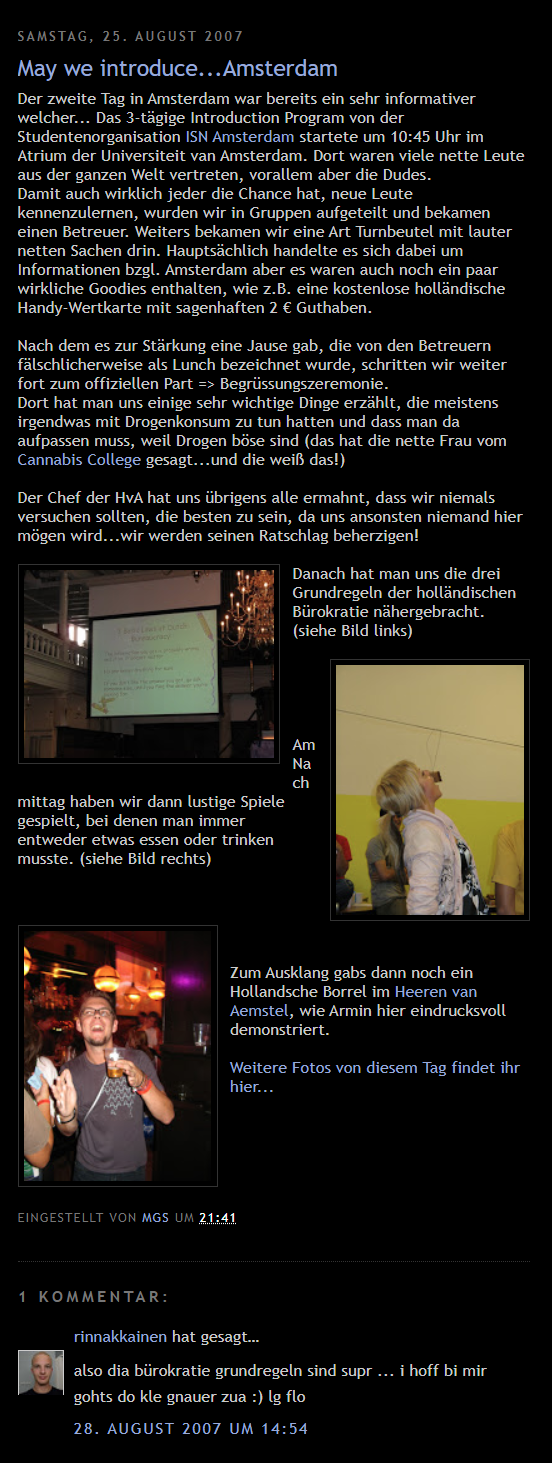 SAMSTAG, 25. AUGUST 2007
May we introduce...Amsterdam
Der zweite Tag in Amsterdam war bereits ein sehr informativer
welcher... Das 3-tägige Introduction Program von der
Studentenorganisation ISN Amsterdam startete um 10:45 Uhr im
Atrium der Universiteit van Amsterdam. Dort waren viele nette Leute
aus der ganzen Welt vertreten, vorallem aber die Dudes.
Damit auch wirklich jeder die Chance hat, neue Leute
kennenzulernen, wurden wir in Gruppen aufgeteilt und bekamen
einen Betreuer. Weiters bekamen wir eine Art Turnbeutel mit lauter
netten Sachen drin. Hauptsächlich handelte es sich dabei um
Informationen bzgl. Amsterdam aber es waren auch noch ein paar
wirkliche Goodies enthalten, wie z.B. eine kostenlose holländische
Handy-Wertkarte mit sagenhaften 2 € Guthaben.
Nach dem es zur Stärkung eine Jause gab, die von den Betreuern
fälschlicherweise als Lunch bezeichnet wurde, schritten wir weiter
fort zum offiziellen Part => Begrüssungszeremonie.
Dort hat man uns einige sehr wichtige Dinge erzählt, die meistens
irgendwas mit Drogenkonsum zu tun hatten und dass man da
aufpassen muss, weil Drogen böse sind (das hat die nette Frau vom
Cannabis College gesagt...und die weiß das!)
Der Chef der HvA hat uns übrigens alle ermahnt, dass wir niemals
versuchen sollten, die besten zu sein, da uns ansonsten niemand hier
mögen wird...wir werden seinen Ratschlag beherzigen!
Danach hat man uns die drei
Grundregeln der holländischen
Bürokratie nähergebracht.
(siehe Bild links)
Am
Na
ch
mittag haben wir dann lustige Spiele
gespielt, bei denen man immer
entweder etwas essen oder trinken
musste. (siehe Bild rechts)
Zum Ausklang gabs dann noch ein
Hollandsche Borrel im Heeren van
Aemstel, wie Armin hier eindrucksvoll
demonstriert.
Weitere Fotos von diesem Tag findet ihr
hier...
EINGESTELLT VON MGS UM 21:41
1 KOMMENTAR:
rinnakkainen hat gesagt...
also dia bürokratie grundregeln sind supr ... i hoff bi mir
gohts do kle gnauer zua :) lg flo
28. AUGUST 2007 UM 14:54